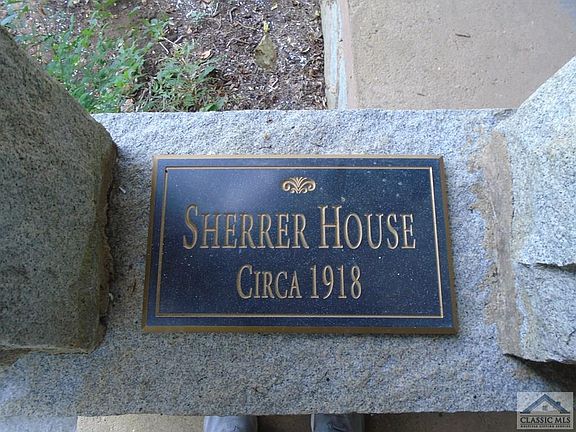 SHERRER HOUSE
CIRCA 1918
CLASSIC MLS